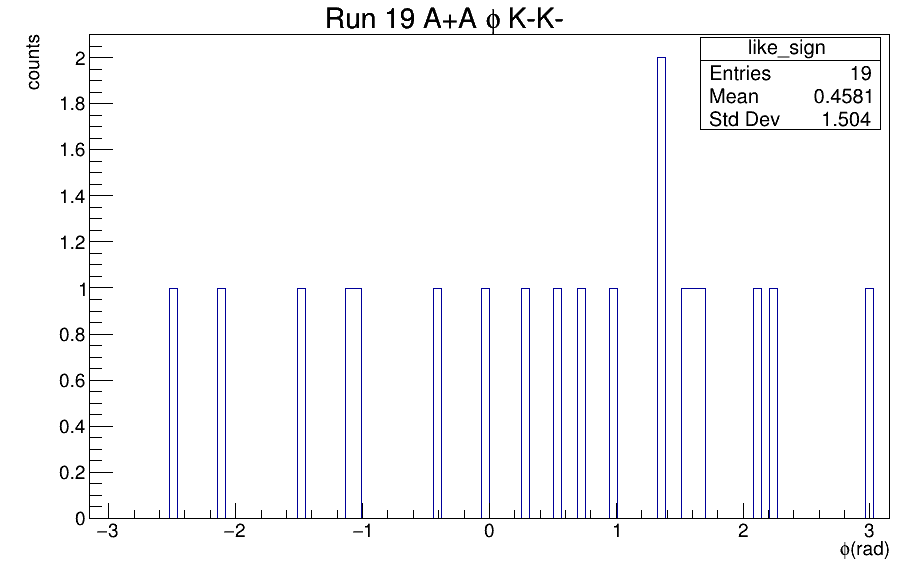 Run 19 A+A ϕ K-K-
counts
like_sign
Entries 19
Mean 0.4581
Std Dev 1.504
2
1.8
1.6
1.4
1.2
1
0.8
0.6
0.4
0.2
0
−3 −2 −1 0 1 2 3
ϕ(rad)